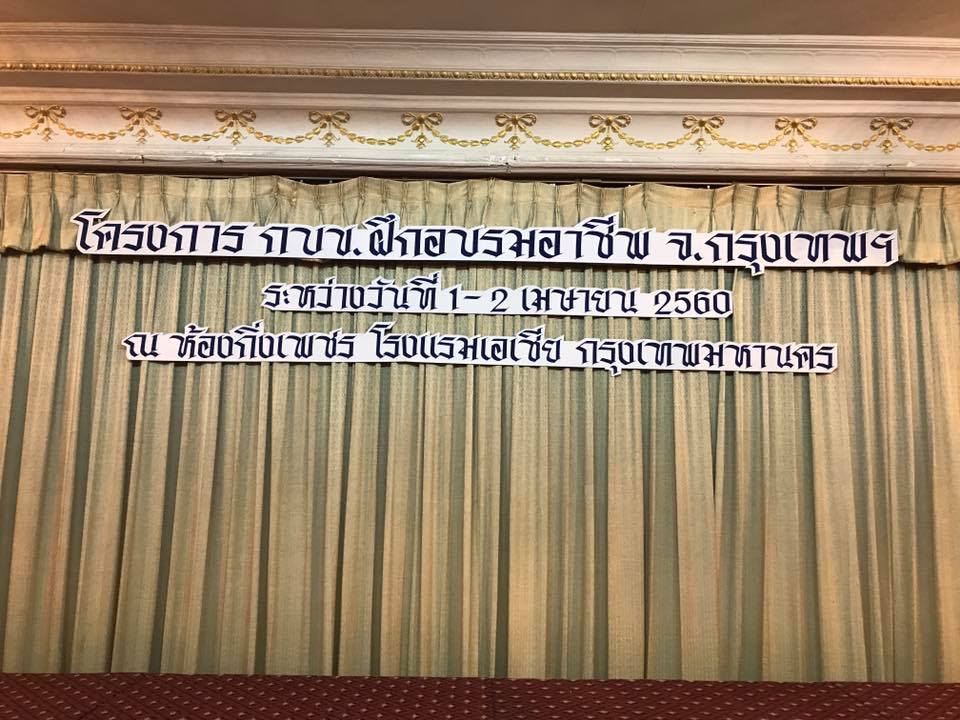 โครงการ กบข.ฝึกอบรมอาชีพ จ.กรุงเทพฯ
ระหว่างวันที่ 1- 2 เมษายน 2560
ณ ห้องกิ่งเพชร โรงแรมเอเชีย กรุงเทพมหานคร